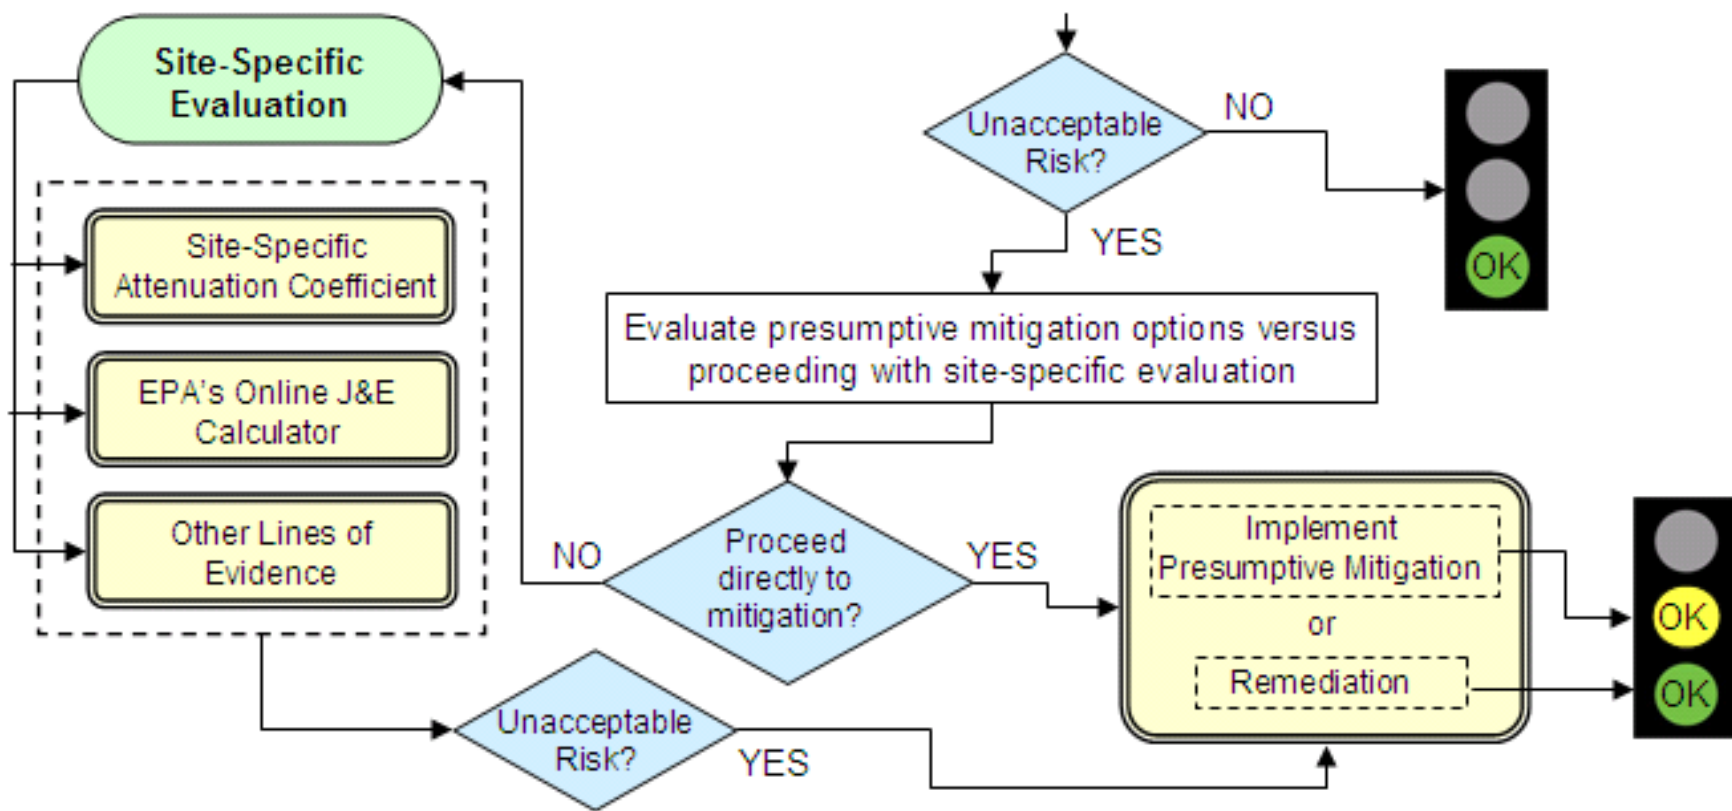 Site-Specific
Evaluation
Site-Specific
Attenuation Coefficient
EPA's Online J&E
Calculator
Other Lines of
Evidence
Unacceptable
Risk?
NO
OK
YES
Evaluate presumptive mitigation options versus
proceeding with site-specific evaluation
Proceed
directly to
mitigation?
NO
YES
Implement
Presumptive Mitigation
or
Remediation
OK
OK
Unacceptable
Risk?
YES